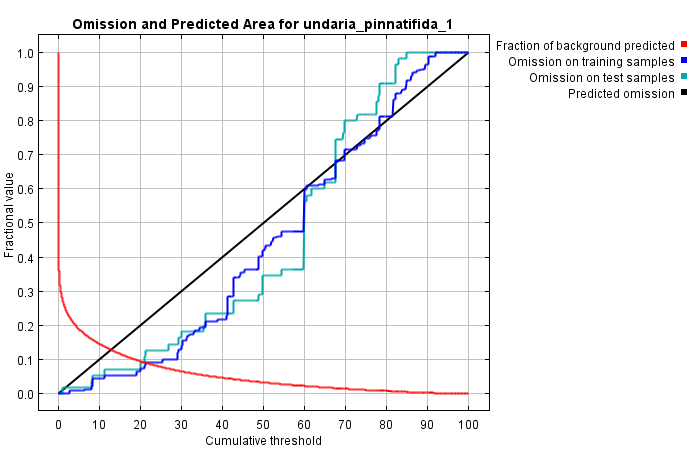 Omission and Predicted Area for undaria_pinnatifida_1
Fraction of background predicted
Omission on training samples
Omission on test samples
Predicted omission
Fractional value
1.0
0.9
0.8
0.7
0.6
0.5
0.4
0.3
0.2
0.1
0.0
0 10 20 30 40 50 60 70 80 90 100
Cumulative threshold